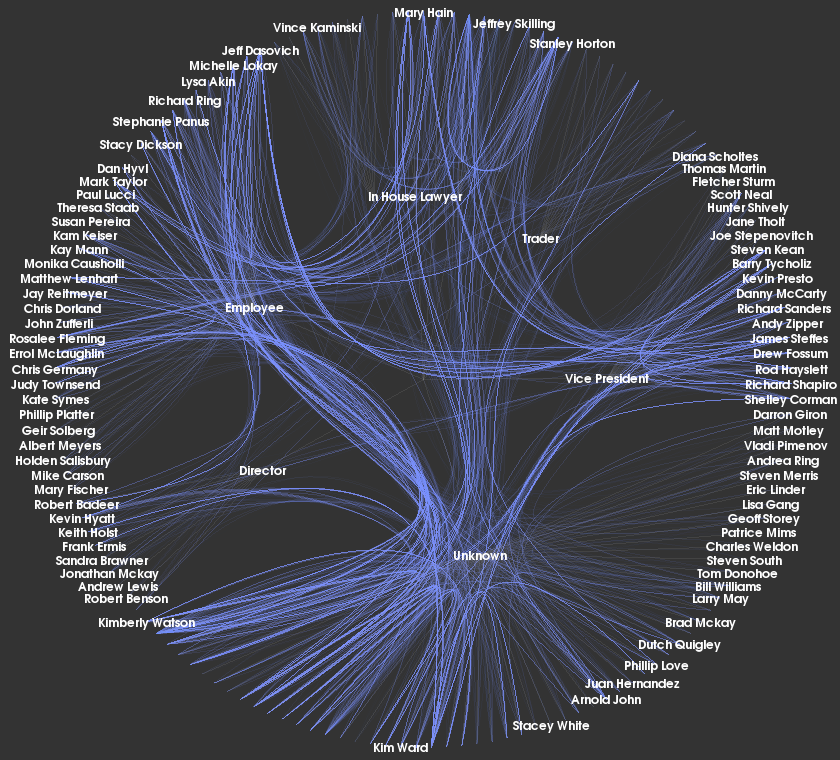 Mary Hain
Jeffrey Skilling
Vince Kaminski
Stanley Horton
Jeff Dasovich
Michelle Lokay
Lysa Akin
Richard Ring
Stephanie Panus
Stacy Dickson
Diana Scholtes
Dan Hyvl
Thomas Martin
Mark Taylor
Fletcher Sturm
Paul Lucci
In House Lawyer
Scott Neal
Theresa Staab
Hunter Shively
Susan Pereira
Jane Tholt
Kam Keiser
Trader
Joe Stepenovitch
Kay Mann
Steven Kean
Monika Causholli
Barry Tycholiz
Matthew Lenhart
Kevin Presto
Jay Reitmeyer
Danny McCarty
Chris Dorland
Employee
Richard Sanders
John Zufferli
Andy Zipper
Rosalee Fleming
James Steffes
Errol McLaughlin
Drew Fossum
Chris Germany
Rod Hayslett
Judy Townsend
Vice President
Richard Shapiro
Kate Symes
Shelley Corman
Phillip Platter
Darron Giron
Geir Solberg
Matt Motley
Albert Meyers
Vladi Pimenov
Holden Salisbury
Andrea Ring
Mike Carson
Director
Steven Merris
Mary Fischer
Eric Linder
Robert Badeer
Lisa Gang
Kevin Hyatt
Geoff Storey
Keith Holst
Patrice Mims
Frank Ermis
Charles Weldon
Sandra Brawner
Unknown
Steven South
Jonathan Mckay
Tom Donohoe
Andrew Lewis
Bill Williams
Robert Benson
Larry May
Kimberly Watson
Brad Mckay
Dutch Quigley
Phillip Love
Juan Hernandez
Arnold John
Stacey White
Kim Ward